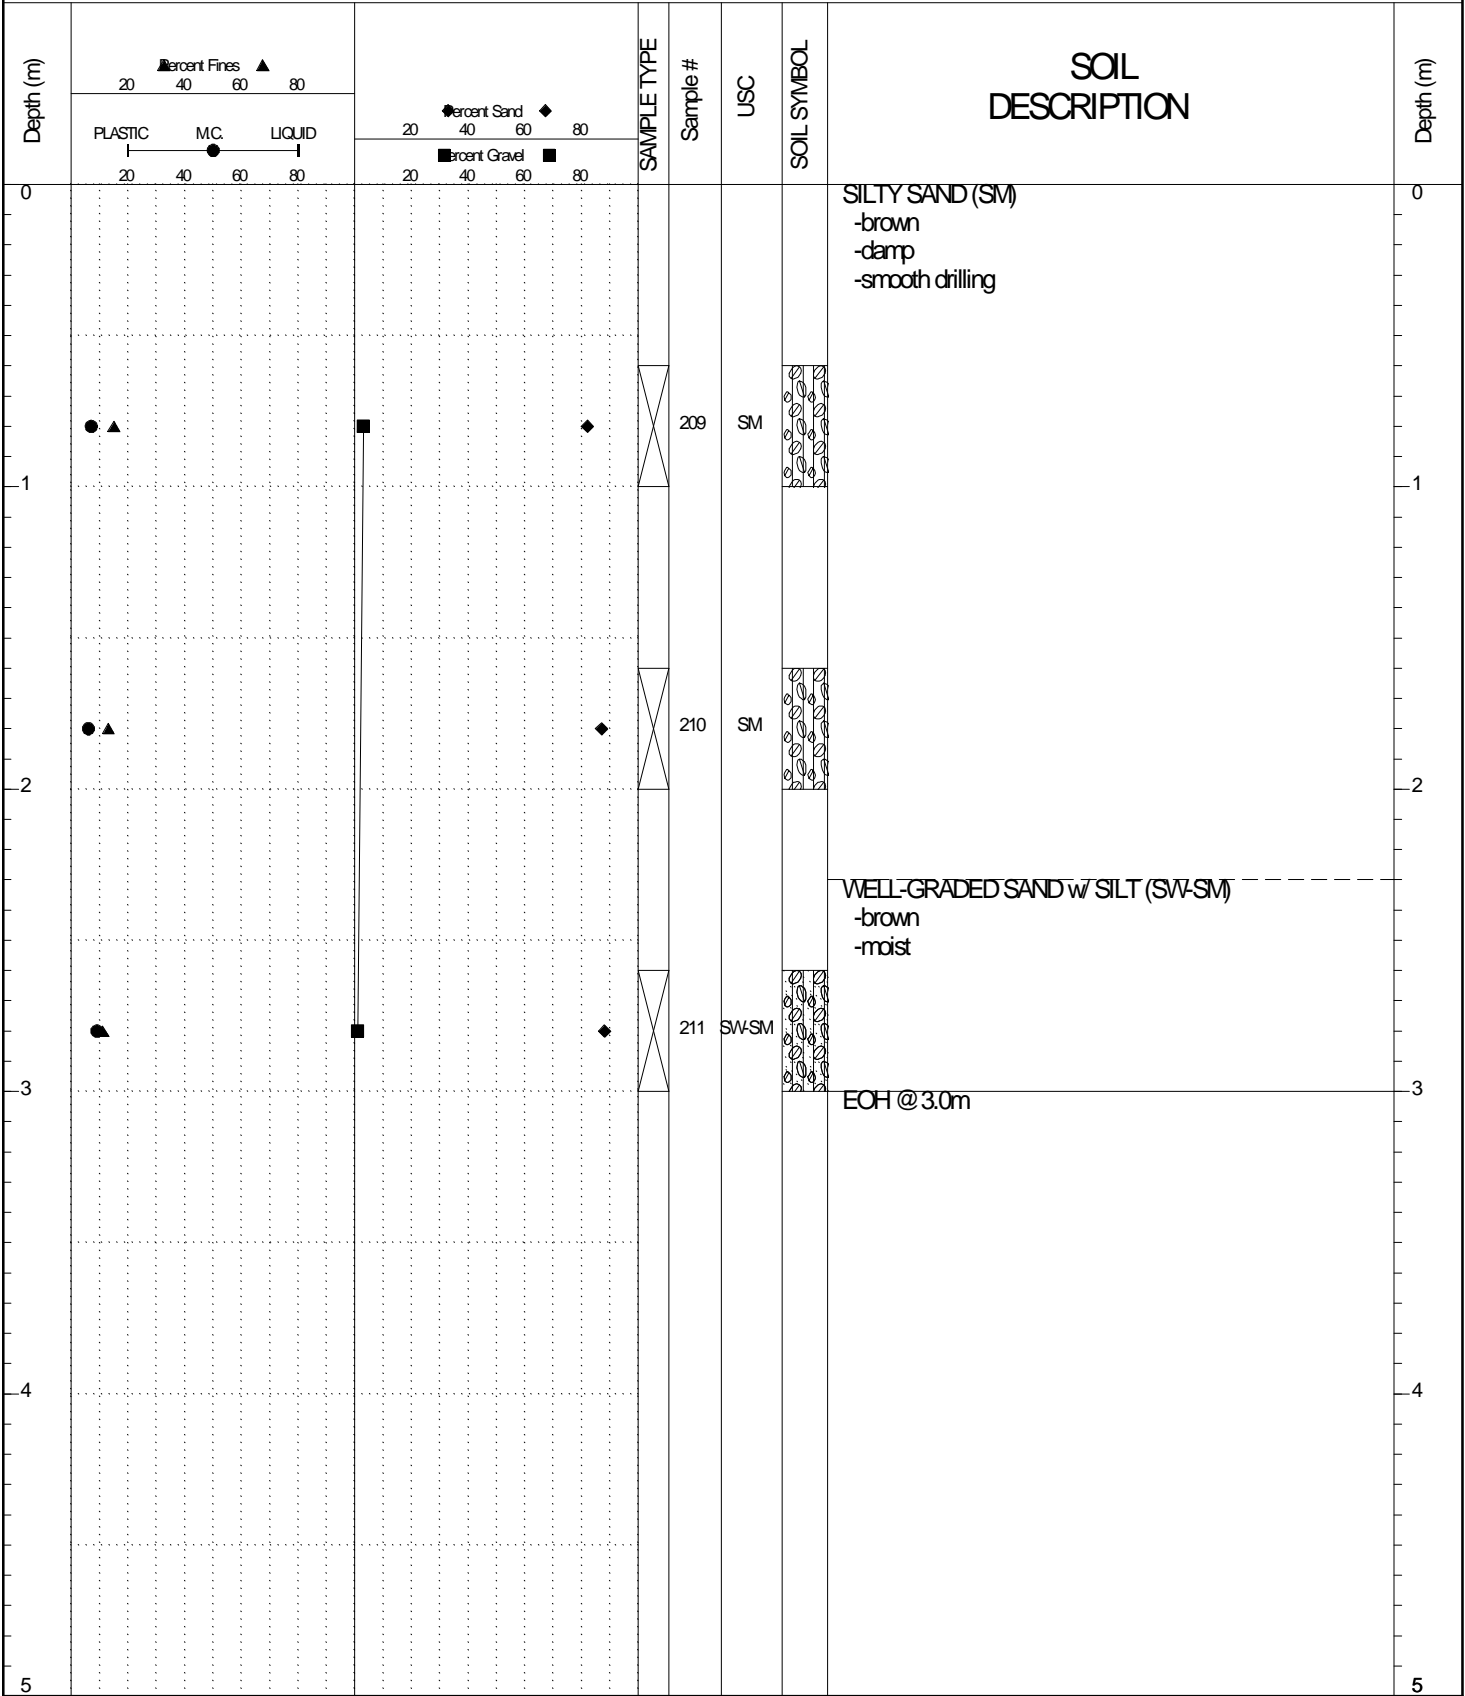 Depth (m)
Percent Fines
20 40 60 80
PLASTIC M.C. LIQUID
20 40 60 80
Percent Sand
20 40 60 80
Percent Gravel
20 40 60 80
SAMPLE TYPE
Sample #
USC
SOIL SYMBOL
SOIL
DESCRIPTION
Depth (m)
0 0
SILTY SAND (SM)
-brown
-damp
-smooth drilling
209 SM
1 1
210 SM
2 2
WELL-GRADED SAND w/ SILT (SW-SM)
-brown
-moist
211 SW-SM
3 3
EOH @ 3.0m
4 4
5 5